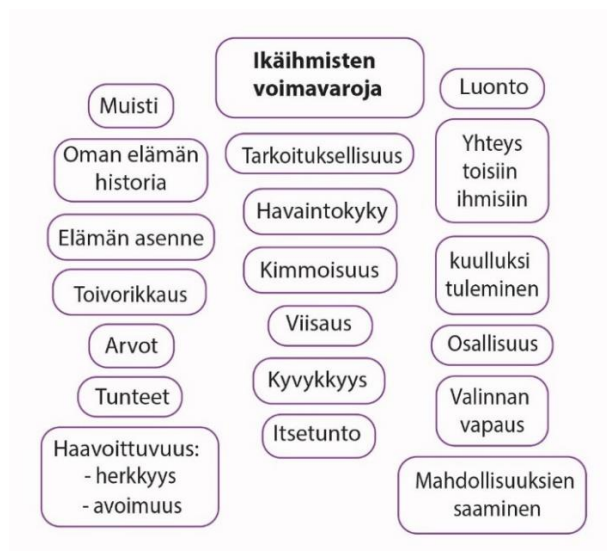 Ikäihmisten
voimavaroja
Muisti
Oman elämän
historia
Elämän asenne
Toivorikkaus
Arvot
Tunteet
Haavoittuvuus:
- herkkyys
- avoimuus
Tarkoituksellisuus
Havaintokyky
Kimmoisuus
Viisaus
Kyvykkyys
Itsetunto
Luonto
Yhteys
toisiin
ihmisiin
kuulluksi
tuleminen
Osallisuus
Valinnan
vapaus
Mahdollisuuksien
saaminen